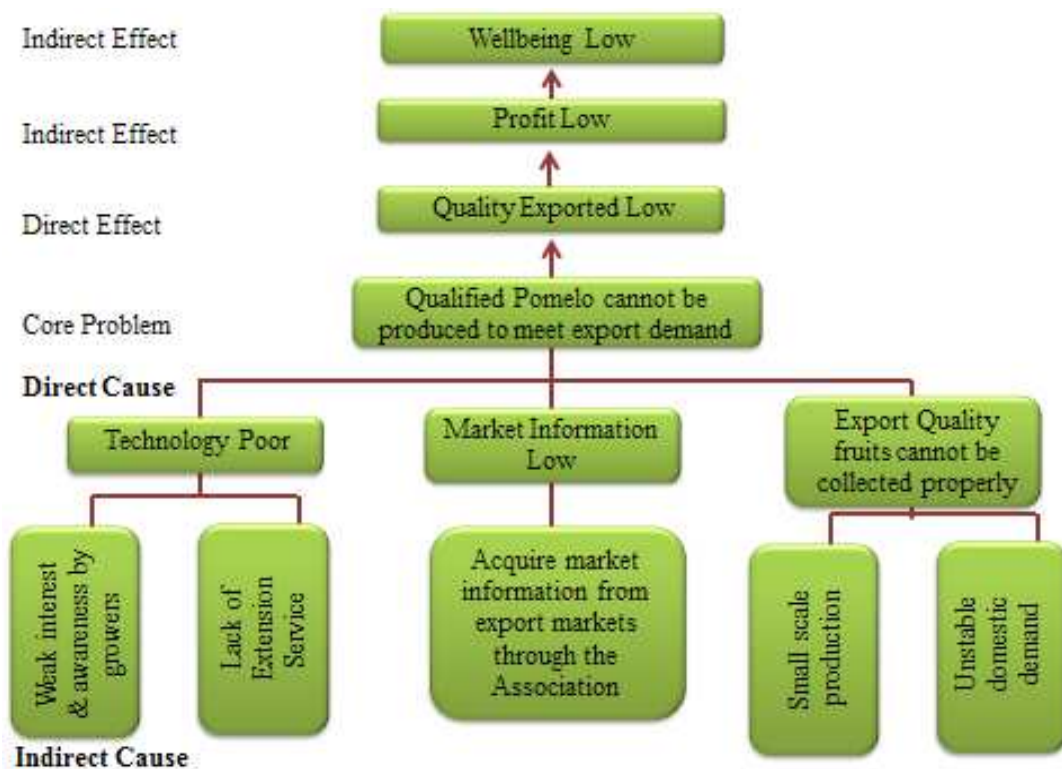 Indirect Effect
Wellbeing Low
Indirect Effect
Profit Low
Direct Effect
Quality Exported Low
Core Problem
Qualified Pomelo cannot be
produced to meet export demand
Direct Cause
Technology Poor
Market Information
Low
Export Quality
fruits cannot be
collected properly
Weak interest
& awareness by
growers
Lack of
Extension
Service
Acquire market
information from
export markets
through the
Association
Small scale
production
Unstable
domestic
demand
Indirect Cause